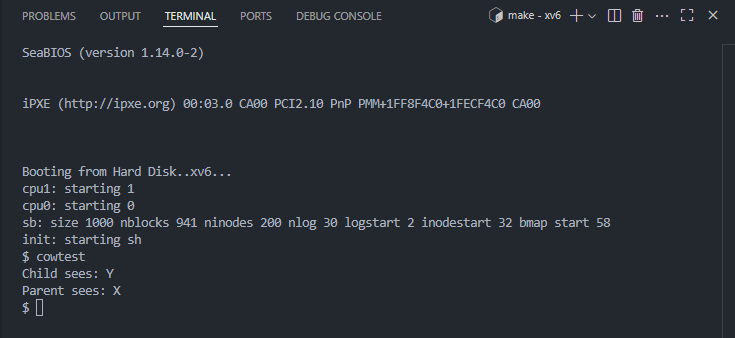 PROBLEMS OUTPUT TERMINAL PORTS DEBUG CONSOLE make - xv6
SeaBIOS (version 1.14.0-2)
iPXE (http://ipxe.org) 00:03.0 CA00 PCI2.10 PnP PMM+1FF8F4C0+1FECF4C0 CA00
Booting from Hard Disk..xv6...
cpu1: starting 1
cpu0: starting 0
sb: size 1000 nblocks 941 ninodes 200 nlog 30 logstart 2 inodestart 32 bmap start 58
init: starting sh
$ cowtest
Child sees: Y
Parent sees: X
$